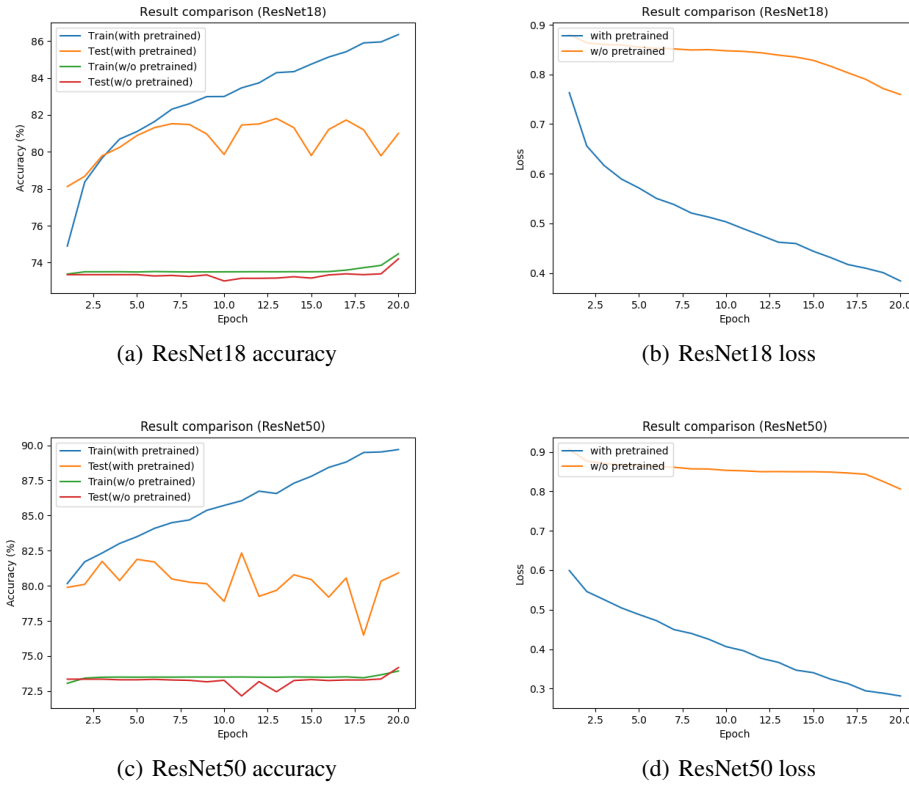 Result comparison (ResNet18)
Accuracy (%)
86
84
82
80
78
76
74
Train(with pretrained)
Test(with pretrained)
Train(w/o pretrained)
Test(w/o pretrained)
2.5 5.0 7.5 10.0 12.5 15.0 17.5 20.0
Epoch
(a) ResNet18 accuracy
Result comparison (ResNet18)
Loss
0.9
0.8
0.7
0.6
0.5
0.4
with pretrained
w/o pretrained
2.5 5.0 7.5 10.0 12.5 15.0 17.5 20.0
Epoch
(b) ResNet18 loss
Result comparison (ResNet50)
Accuracy (%)
90.0
87.5
85.0
82.5
80.0
77.5
75.0
72.5
Train(with pretrained)
Test(with pretrained)
Train(w/o pretrained)
Test(w/o pretrained)
2.5 5.0 7.5 10.0 12.5 15.0 17.5 20.0
Epoch
(c) ResNet50 accuracy
Result comparison (ResNet50)
Loss
0.9
0.8
0.7
0.6
0.5
0.4
0.3
with pretrained
w/o pretrained
2.5 5.0 7.5 10.0 12.5 15.0 17.5 20.0
Epoch
(d) ResNet50 loss